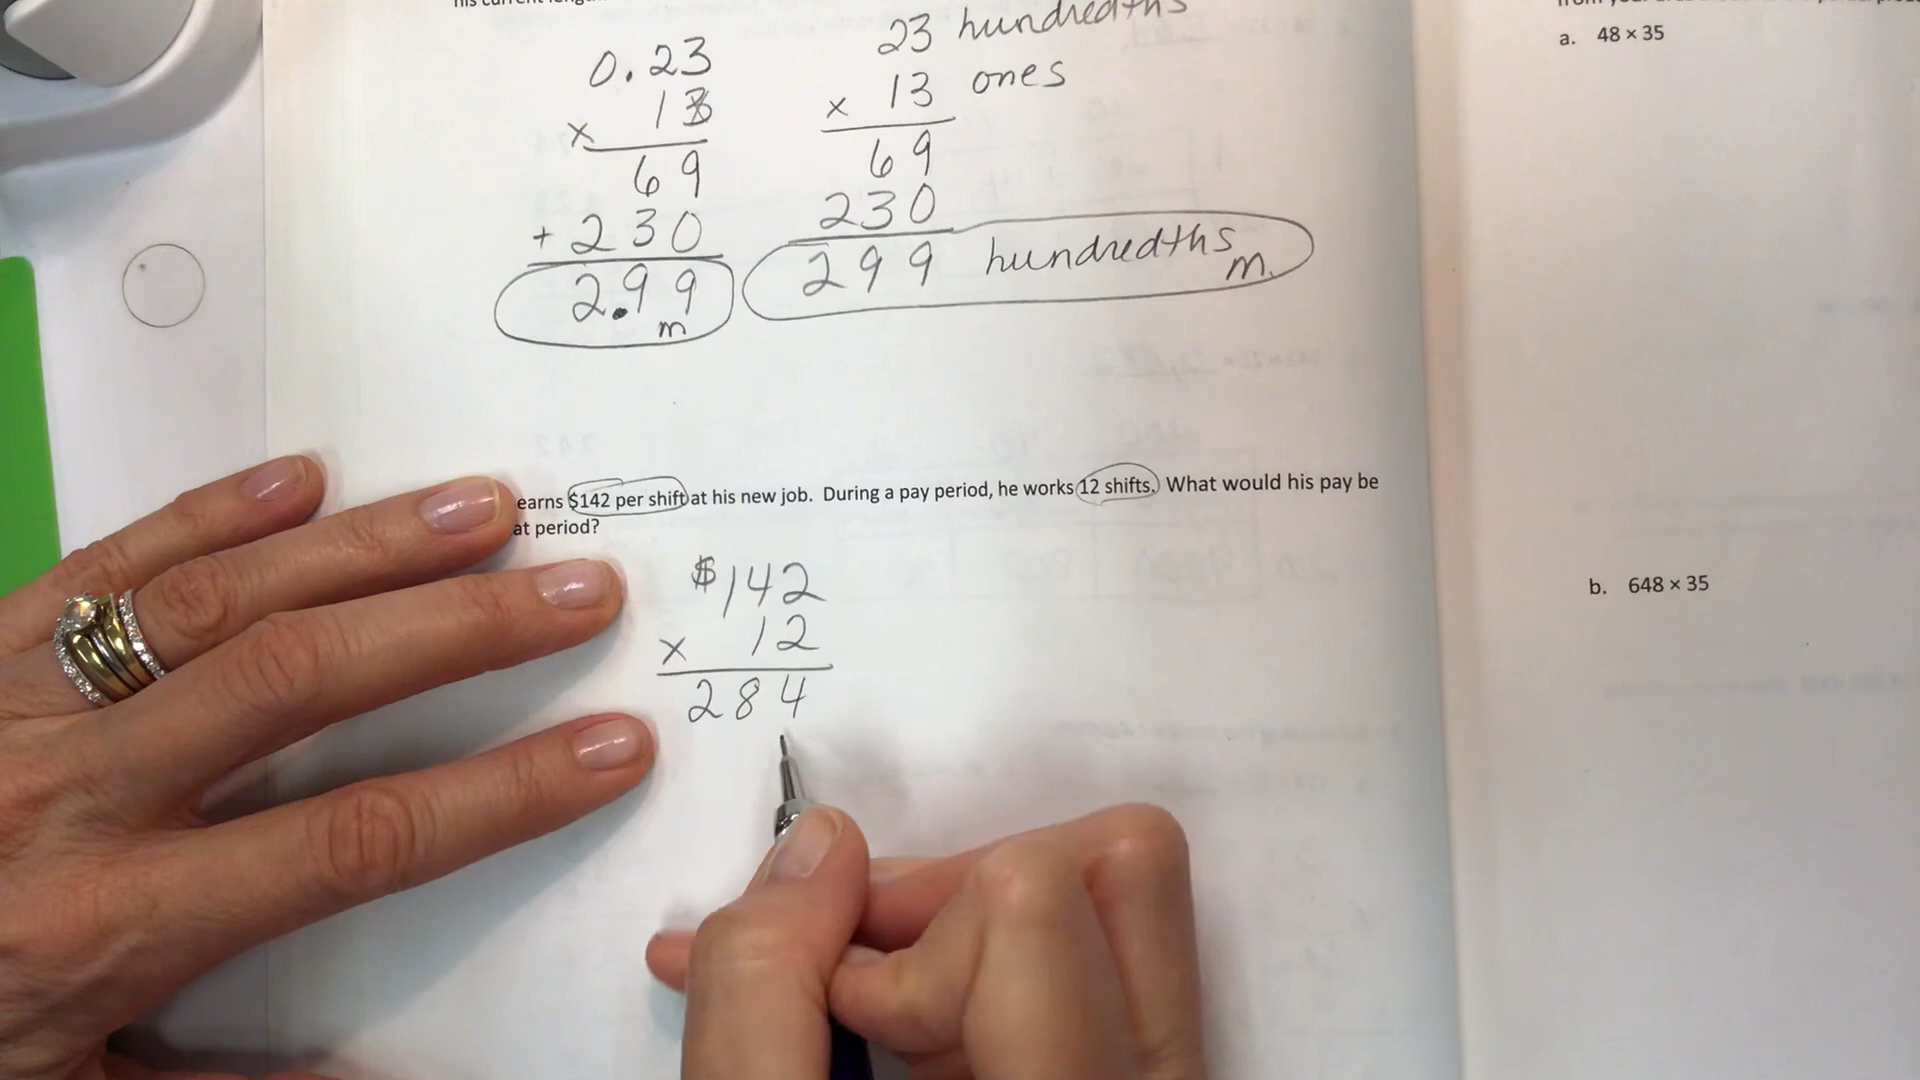 his current
0.23
x 13
69
+ 230
2.99
m
23 hundredths
x 13 ones
69
230
299 hundredths
m.
earns $142 per shift at his new job. During a pay period, he works 12 shifts. What would his pay be
at period?
$142
x 12
284
a. 48 × 35
b. 648 × 35